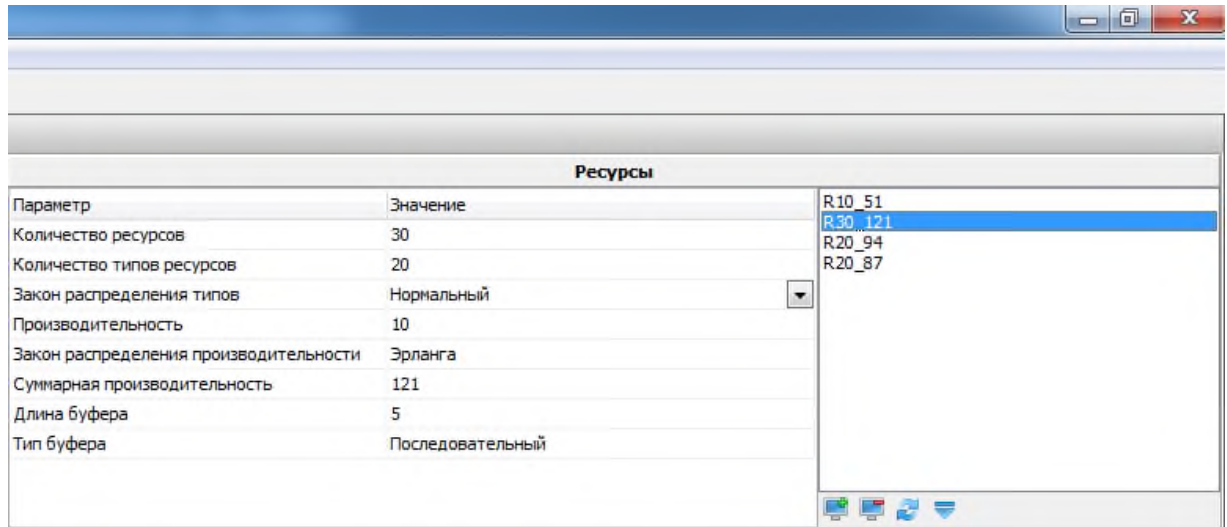 Ресурсы
Параметр Значение
Количество ресурсов 30
Количество типов ресурсов 20
Закон распределения типов Нормальный
Производительность 10
Закон распределения производительности Эрланга
Суммарная производительность 121
Длина буфера 5
Тип буфера Последовательный
R10_51
R30_121
R20_94
R20_87